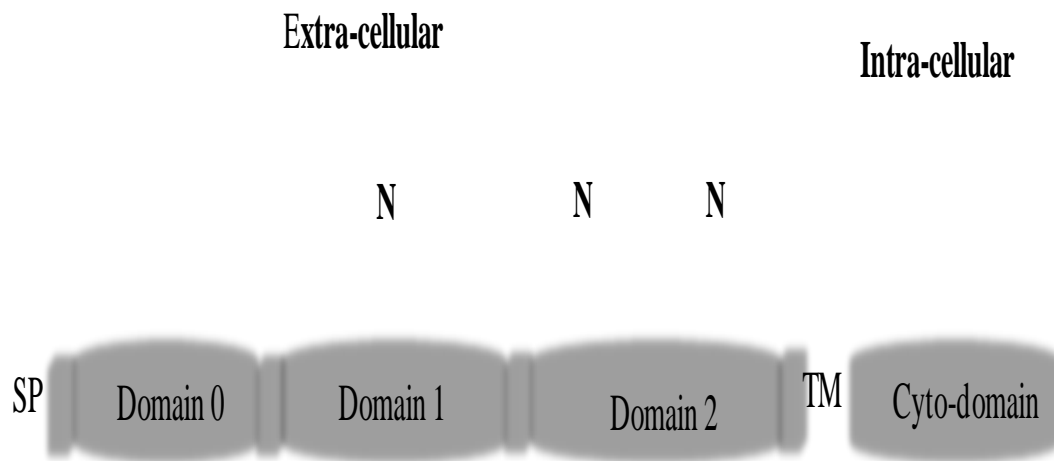 Extra-cellular
Intra-cellular
N N N
SP Domain 0 Domain 1 Domain 2 TM Cyto-domain